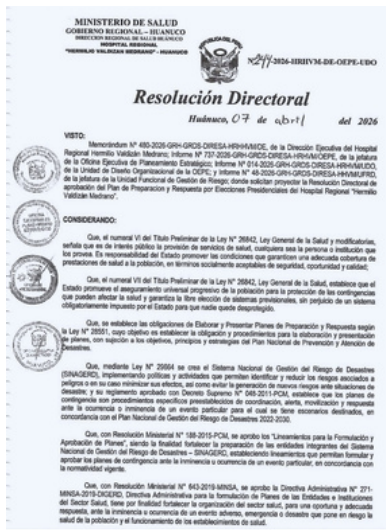 MINISTERIO DE SALUD
GOBIERNO REGIONAL – HUANUCO
DIRECCION REGIONAL DE SALUD HUANUCO
HOSPITAL REGIONAL
"HERMILIO VALDIZAN MEDRANO" - HUANUCO
N°244-2026-HRHVM-DE-OEPE-UDO
Resolución Directoral
Huánuco, 07 de abril del 2026
VISTO:
Memorándum N° 480-2026-GRH-GRDS-DIRESA-HRHVM/DE, de la Dirección Ejecutiva del Hospital
Regional Hermilio Valdizán Medrano; Informe N° 737-2026-GRH-GRDS-DIRESA-HRHVM/OEPE, de la jefatura
de la Oficina Ejecutiva de Planeamiento Estratégico; Informe N° 014-2026-GRH-GRDS-DIRESA-HRHVM/UDO,
de la Unidad de Diseño Organizacional de la OEPE; y Informe N° 48-2026-GRH-GRDS-DIRESA-HHVM/UFRD,
de la jefatura de la Unidad Funcional de Gestión de Riesgo; donde solicitan proyectar la Resolución Directoral de
aprobación del Plan de Preparacion y Respuesta por Elecciones Presidenciales del Hospital Regional "Hermilio
Valdizán Medrano".
CONSIDERANDO:
Que, el numeral VI del Título Preliminar de la Ley N° 26842, Ley General de la Salud y modificatorias,
señala que es de interés público la provisión de servicios de salud, cualquiera sea la persona o institución que
los provea. Es responsabilidad del Estado promover las condiciones que garanticen una adecuada cobertura de
prestaciones de salud a la población, en términos socialmente aceptables de seguridad, oportunidad y calidad;
Que, el numeral VII del Título Preliminar de la Ley N° 26842, Ley General de la Salud, establece que el
Estado promueve el aseguramiento universal progresivo de la población para la protección de las contingencias
que pueden afectar la salud y garantiza la libre elección de sistemas previsionales, sin perjuicio de un sistema
obligatoriamente impuesto por el Estado para que nadie quede desprotegido.
Que, se establece las obligaciones de Elaborar y Presentar Planes de Preparación y Respuesta según
la Ley N° 28551, cuyo objetivo es establecer la obligación y procedimientos para la elaboración y presentación
de planes, con sujeción a los objetivos, principios y estrategias del Plan Nacional de Prevención y Atención de
Desastres.
Que, mediante Ley N° 29664 se crea el Sistema Nacional de Gestión del Riesgo de Desastres
(SINAGERD), implementando políticas y actividades que permiten identificar y reducir los riesgos asociados a
peligros o en su caso minimizar sus efectos, así como evitar la generación de nuevos riesgos ante situaciones de
desastre; y su reglamento aprobado con Decreto Supremo N° 048-2011-PCM, establece que los planes de
contingencia son procedimientos específicos preestablecidos de coordinación, alerta, movilización y respuesta
ante la ocurrencia o inminencia de un evento particular para el cual se tiene escenarios destinados, en
concordancia con el Plan Nacional de Gestión del Riesgo de Desastres 2022-2030.
Que, con Resolución Ministerial N° 188-2015-PCM, se aprobo los "Lineamientos para la Formulación y
Aprobación de Planes", siendo la finalidad fortalecer la preparación de las entidades integrantes del Sistema
Nacional de Gestión del Riesgo de Desastres – SINAGERD, estableciendo lineamientos que permitan formular y
aprobar los planes de contingencia ante la inminencia o ocurrencia de un evento particular, en concordancia con
la normatividad vigente.
Que, con Resolución Ministerial N° 643-2019-MINSA, se aprobo la Directiva Administrativa N° 271-
MINSA-2019-DIGERD, Directiva Administrativa para la formulación de Planes de las Entidades e Instituciones
del Sector Salud, tiene por finalidad fortalecer la organización del sector salud, para una oportuna y adecuada
respuesta, ante la inminencia o ocurrencia de un evento adverso, emergencia o desastre que pone en riesgo la
salud de la población y el funcionamiento de los establecimientos de salud.